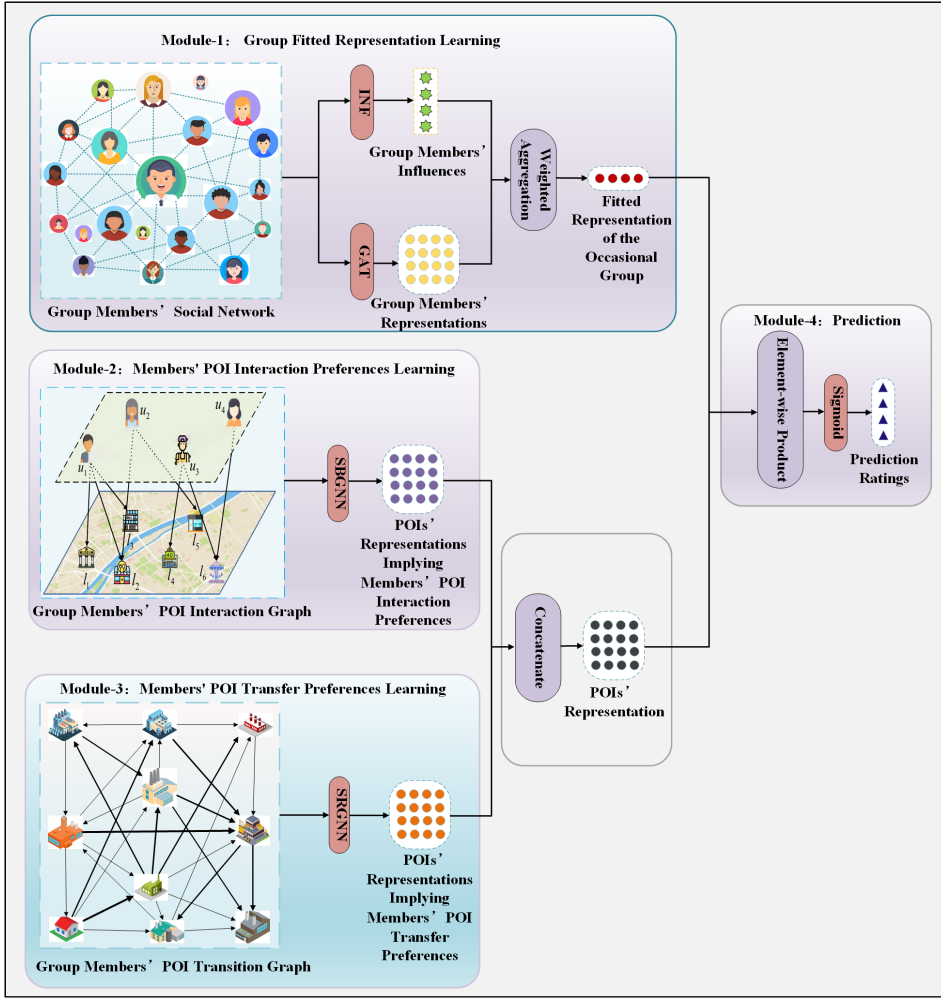 Module-1： Group Fitted Representation Learning
INF
Group Members’
Influences
GAT
Group Members’
Representations
Weighted
Aggregation
Fitted
Representation
of the
Occasional
Group
Group Members’ Social Network
Module-2：Members' POI Interaction Preferences Learning
u2
u4
u1
u3
l3
l5
l1
l2
l4
l6
Group Members’ POI Interaction Graph
SBGNN
POIs’
Representations
Implying
Members’ POI
Interaction
Preferences
Module-3：Members' POI Transfer Preferences Learning
Group Members’ POI Transition Graph
SRGNN
POIs’
Representations
Implying
Members’ POI
Transfer
Preferences
Concatenate
POIs’
Representation
Module-4：Prediction
Element-wise Product
Sigmoid
Prediction
Ratings